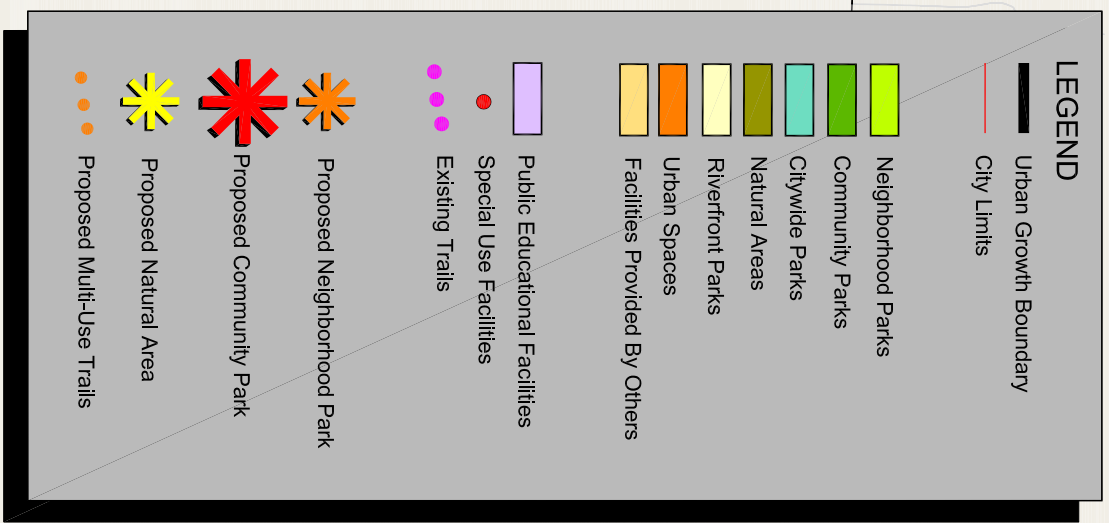 LEGEND
Urban Growth Boundary
City Limits
Neighborhood Parks
Community Parks
Citywide Parks
Natural Areas
Riverfront Parks
Urban Spaces
Facilities Provided By Others
Public Educational Facilities
Special Use Facilities
Existing Trails
Proposed Neighborhood Park
Proposed Community Park
Proposed Natural Area
Proposed Multi-Use Trails